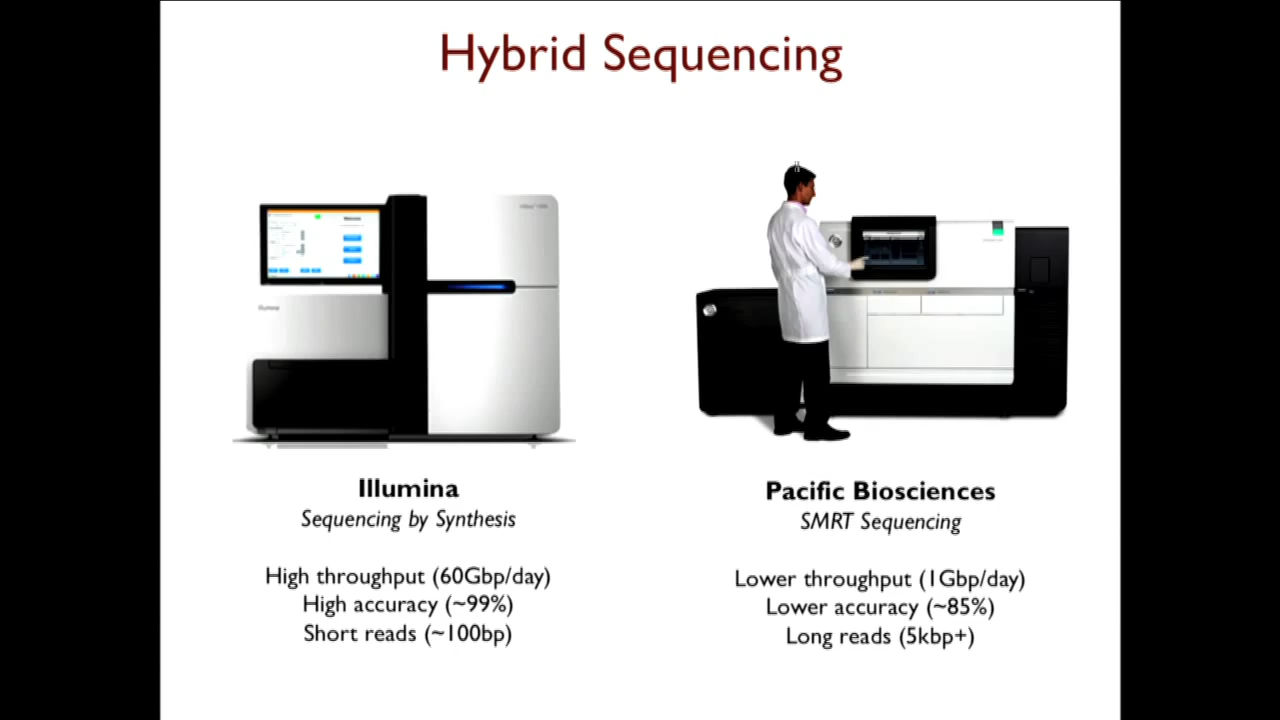 Hybrid Sequencing
Illumina
Sequencing by Synthesis
High throughput (60Gbp/day)
High accuracy (~99%)
Short reads (~100bp)
Pacific Biosciences
SMRT Sequencing
Lower throughput (1Gbp/day)
Lower accuracy (~85%)
Long reads (5kbp+)